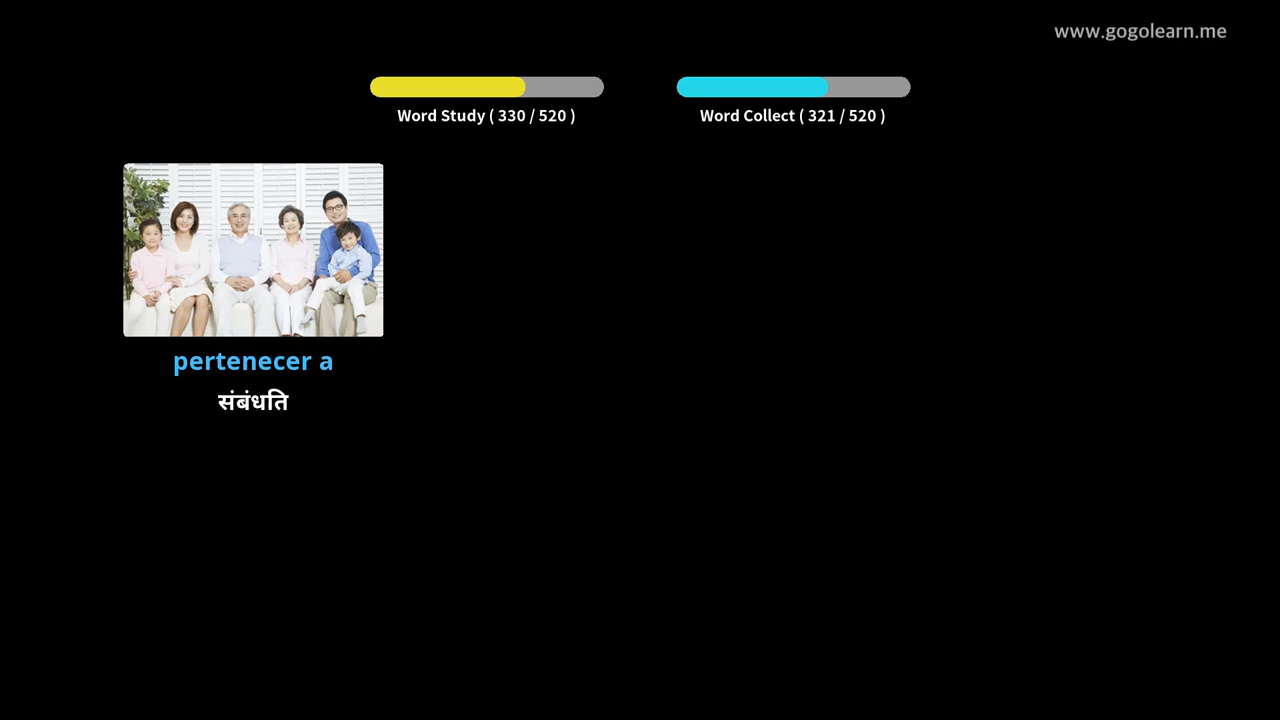 www.gogolearn.me
Word Study ( 330 / 520 )
Word Collect ( 321 / 520 )
pertenecer a
संबंधति